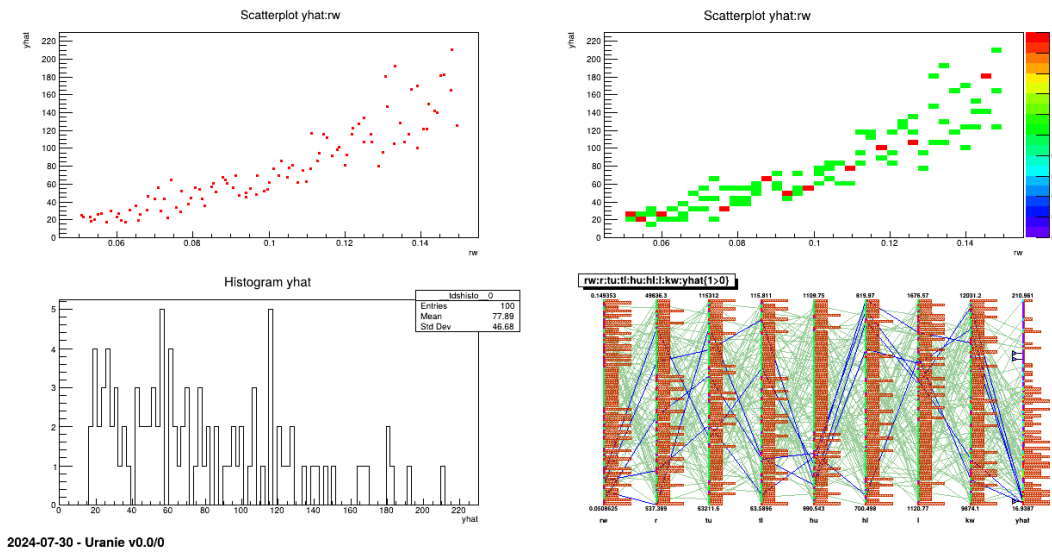 Scatterplot yhat:rw
yhat
220
200
180
160
140
120
100
80
60
40
20
0
0.06
0.08
0.1
0.12
0.14
rw
Scatterplot yhat:rw
yhat
220
200
180
160
140
120
100
80
60
40
20
0
0.06
0.08
0.1
0.12
0.14
rw
Histogram yhat
_tdshisto__0
Entries 100
Mean 77.89
Std Dev 46.68
5
4
3
2
1
0
0 20 40 60 80 100 120 140 160 180 200 220
yhat
rw:r:tu:tl:hu:hl:l:kw:yhat{1>0}
0.149353 49836.3 115312 115.811 1109.75 819.97 1676.57 12031.2 210.961
0.0508625 537.389 63211.6 63.5896 990.543 700.498 1120.77 9874.1 16.9387
rw r tu tl hu hl l kw yhat
2024-07-30 - Uranie v0.0/0